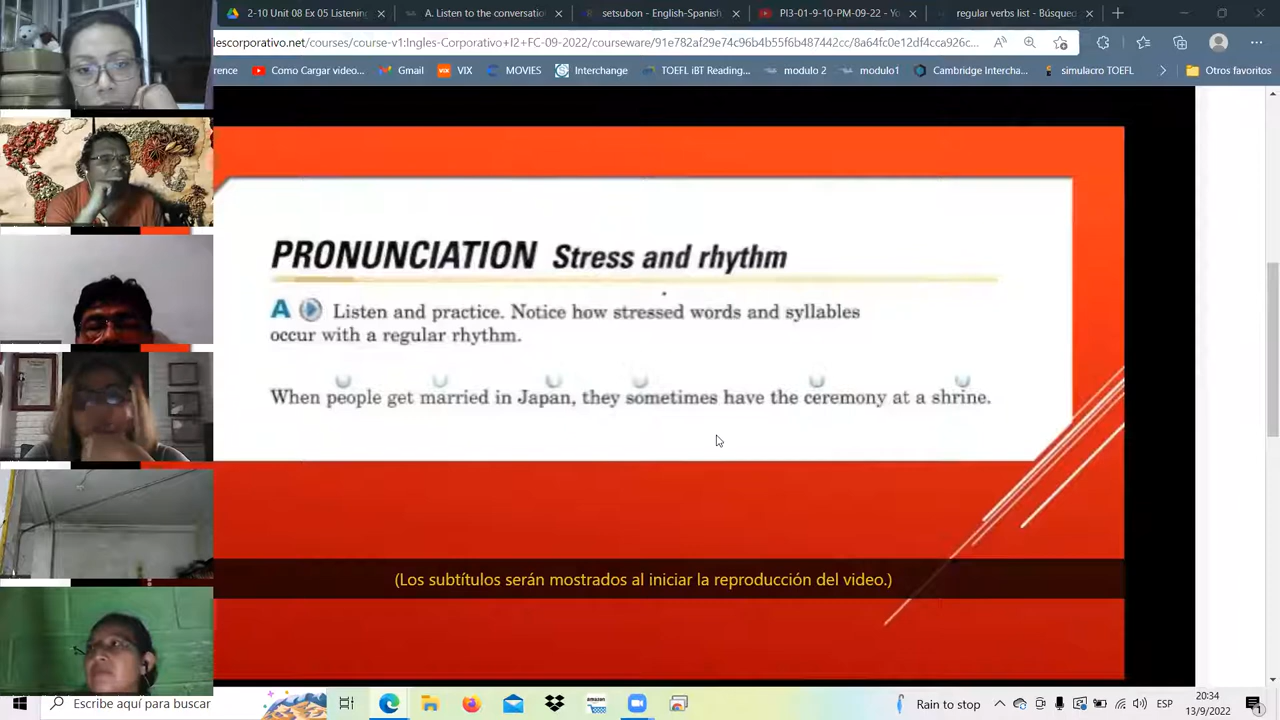 2-10 Unit 08 Ex 05 Listening
A. Listen to the conversation
setsubon - English-Spanish
PI3-01-9-10-PM-09-22 - Yo
regular verbs list - Búsqued
lescorporativo.net/courses/course-v1:Ingles-Corporativo+I2+FC-09-2022/courseware/91e782af29e74c96b4b55f6b487442cc/8a64fc0e12df4cca926c...
rence
Como Cargar video...
Gmail
VIX
MOVIES
Interchange
TOEFL iBT Reading...
modulo 2
modulo1
Cambridge Intercha...
simulacro TOEFL
Otros favoritos
PRONUNCIATION Stress and rhythm
A Listen and practice. Notice how stressed words and syllables
occur with a regular rhythm.
When people get married in Japan, they sometimes have the ceremony at a shrine.
(Los subtítulos serán mostrados al iniciar la reproducción del video.)
Escribe aquí para buscar
amazon
Rain to stop
ESP
20:34
13/9/2022
1